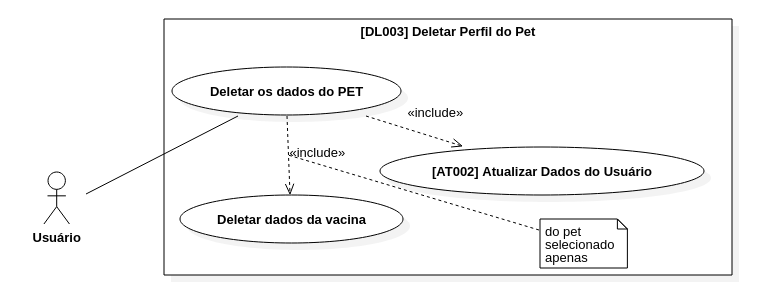 [DL003] Deletar Perfil do Pet
Deletar os dados do PET
«include»
«include»
[AT002] Atualizar Dados do Usuário
Deletar dados da vacina
do pet
selecionado
apenas
Usuário